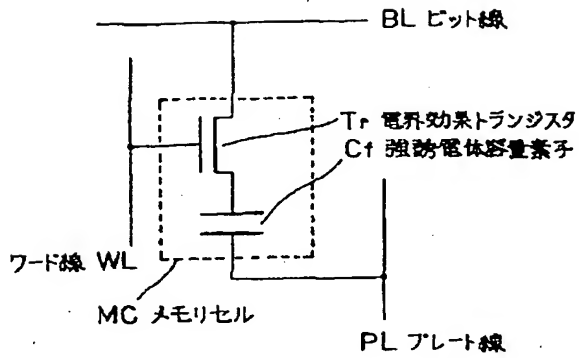 BL ビット線
Tr 電界効果トランジスタ
Cf 強誘電体容量素子
ワード線 WL
MC メモリセル
PL プレート線